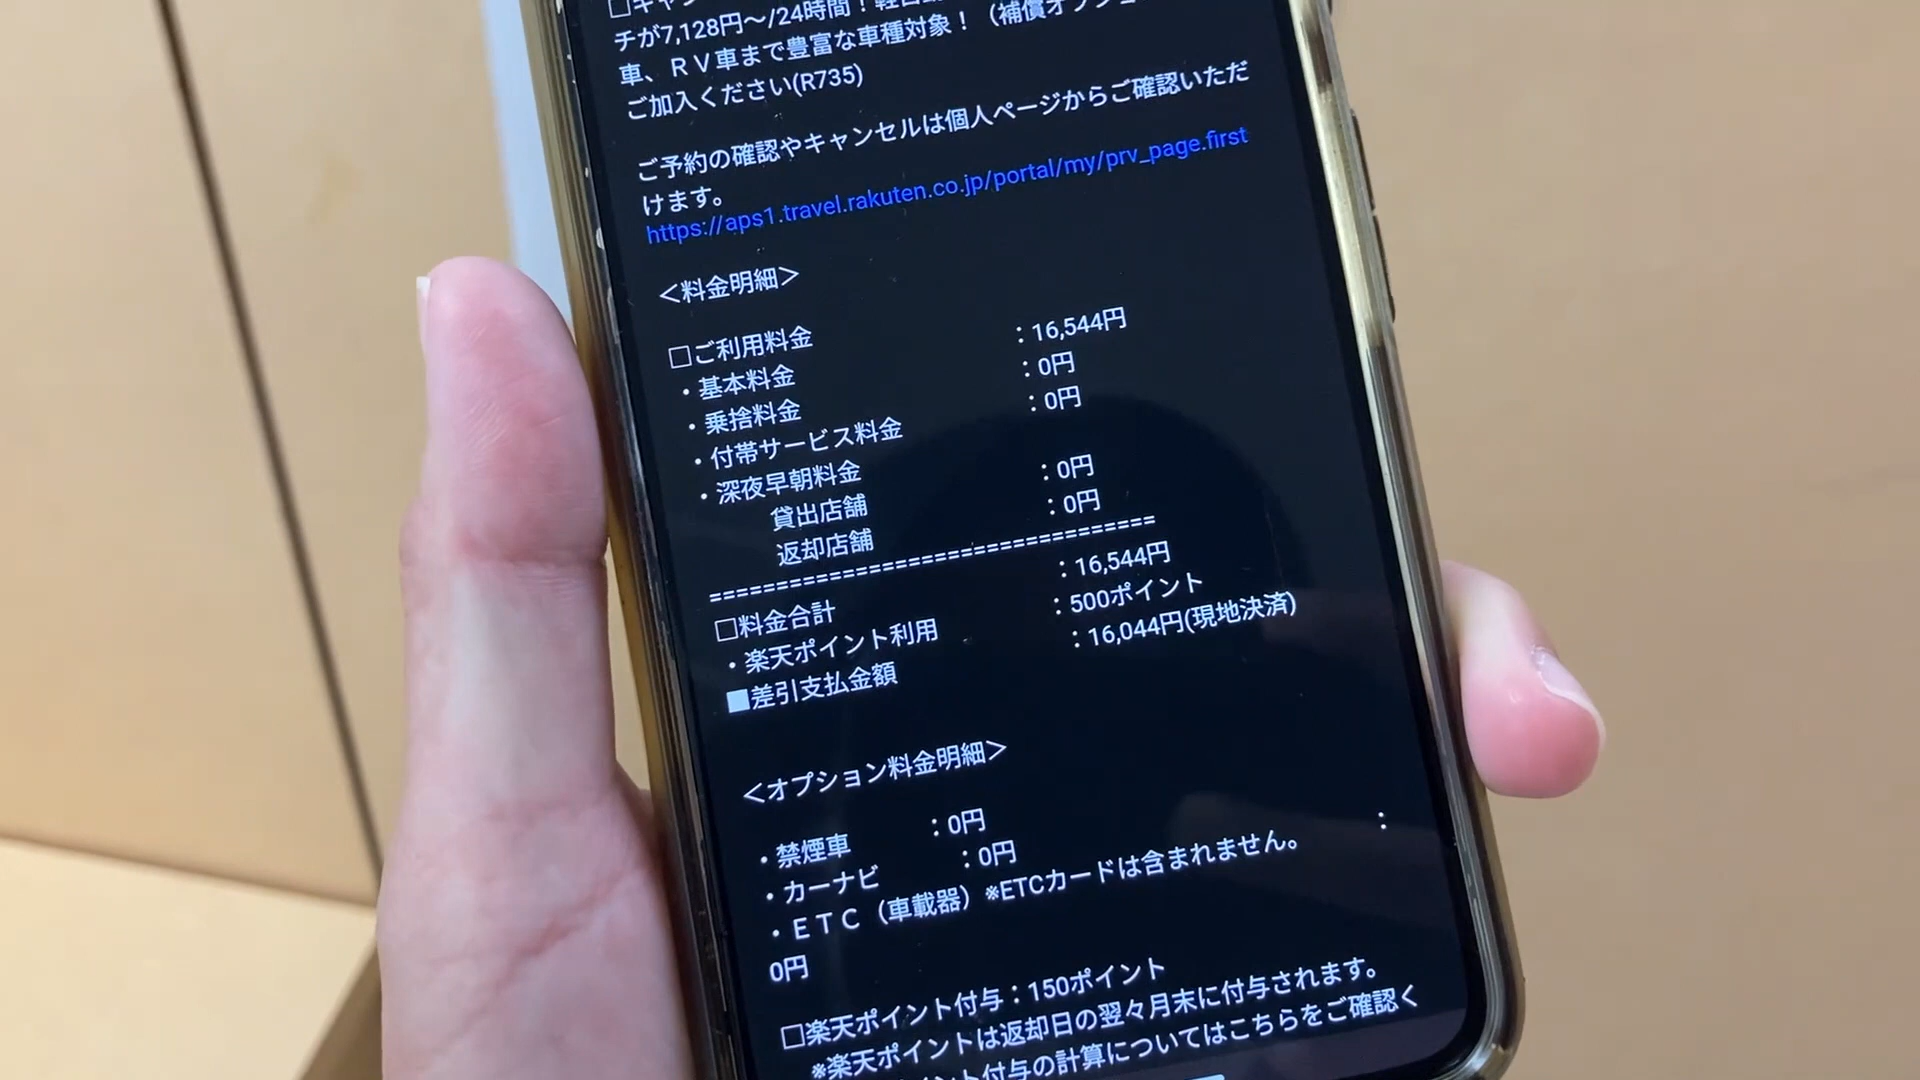 チが7,128円～/24時間！軽自
車、ＲＶ車まで豊富な車種対象！（補償オプショ
ご加入ください(R735)
ご予約の確認やキャンセルは個人ページからご確認いただ
けます。
https://aps1.travel.rakuten.co.jp/portal/my/prv_page.first
＜料金明細＞
□ご利用料金
・基本料金 ：16,544円
・乗捨料金 ：0円
・付帯サービス料金 ：0円
・深夜早朝料金
貸出店舗 ：0円
返却店舗 ：0円
==================================
□料金合計 ：16,544円
・楽天ポイント利用 ：500ポイント
■差引支払金額 ：16,044円(現地決済)
＜オプション料金明細＞
・禁煙車 ：0円
・カーナビ ：0円
・ＥＴＣ（車載器）※ETCカードは含まれません。 ：
0円
□楽天ポイント付与：150ポイント
※楽天ポイントは返却日の翌々月末に付与されます。
ポイント付与の計算についてはこちらをご確認く